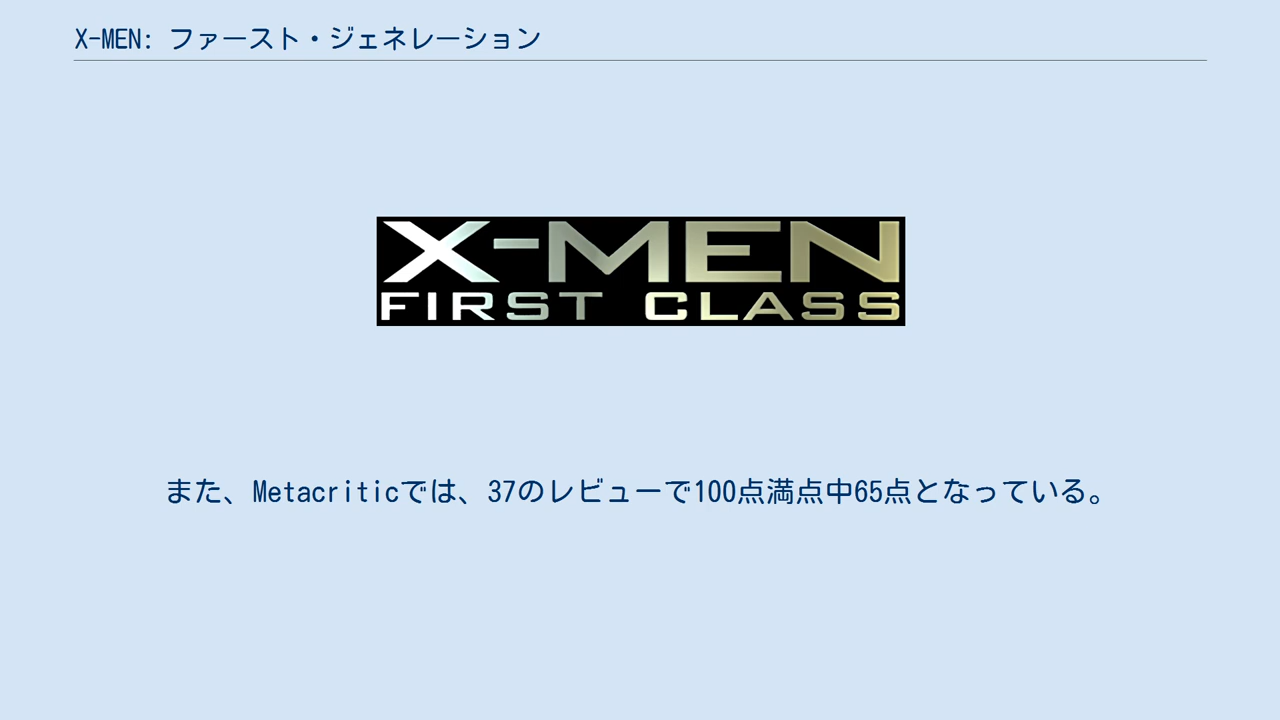 X-MEN: ファースト・ジェネレーション
X-MEN
FIRST CLASS
また、Metacriticでは、37のレビューで100点満点中65点となっている。